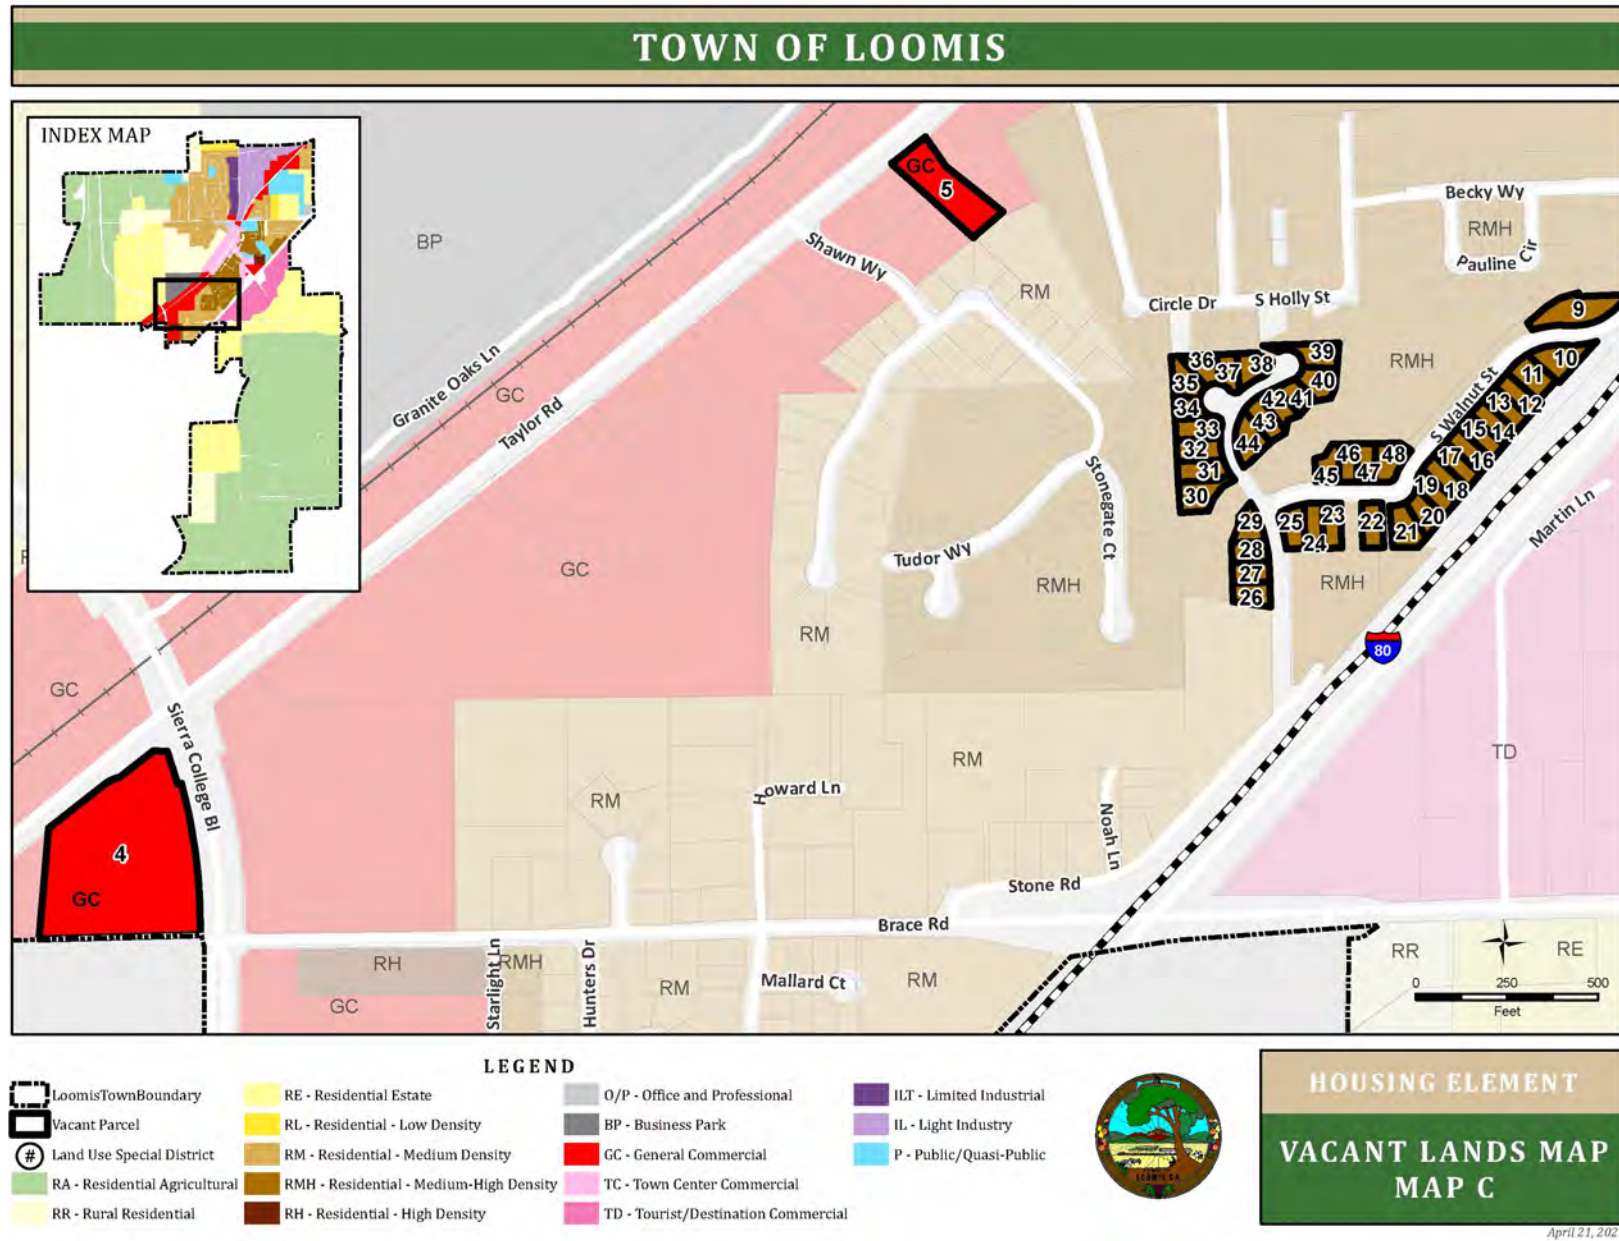 TOWN OF LOOMIS
INDEX MAP
BP
GC
5
Shawn Wy
RM
Becky Wy
RMH
Pauline Cir
Circle Dr
S Holly St
9
Granite Oaks Ln
GC
Taylor Rd
36
37
38
39
35
40
34
42
41
33
43
32
44
31
30
RMH
S Walnut St
10
11
13
12
15
14
17
16
46
48
45
47
19
18
20
21
22
23
25
24
29
28
27
26
Martin Ln
Stonegate Ct
Tudor Wy
RMH
RMH
GC
RM
80
GC
Sierra College Bl
TD
RM
RM
Howard Ln
Noah Ln
4
GC
Stone Rd
Brace Rd
RH
Starlight Ln
RMH
Hunters Dr
RM
Mallard Ct
RM
GC
RR
RE
0 250 500
Feet
LEGEND
LoomisTownBoundary
Vacant Parcel
# Land Use Special District
RA - Residential Agricultural
RR - Rural Residential
RE - Residential Estate
RL - Residential - Low Density
RM - Residential - Medium Density
RMH - Residential - Medium-High Density
RH - Residential - High Density
O/P - Office and Professional
BP - Business Park
GC - General Commercial
TC - Town Center Commercial
TD - Tourist/Destination Commercial
ILT - Limited Industrial
IL - Light Industry
P - Public/Quasi-Public
HOUSING ELEMENT
VACANT LANDS MAP
MAP C
April 21, 202